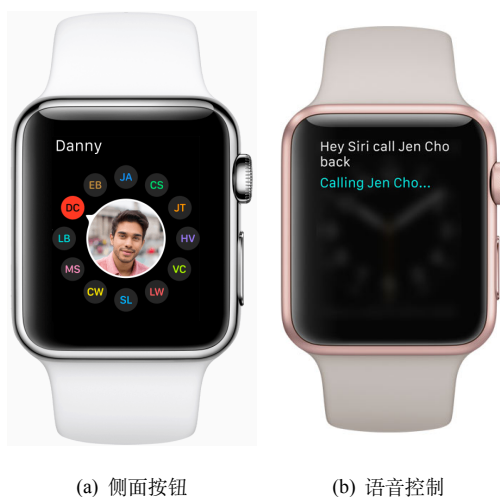 Danny
JA
EB
CS
DC
JT
LB
HV
MS
VC
CW
LW
SL
Hey Siri call Jen Cho
back
Calling Jen Cho...
(a) 侧面按钮
(b) 语音控制